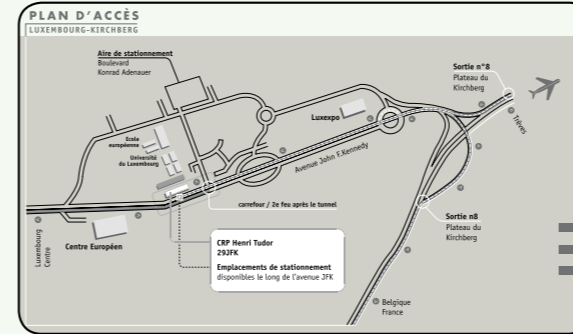 PLAN D'ACCÈS
LUXEMBOURG-KIRCHBERG
Aire de stationnement
Boulevard
Konrad Adenauer
Sortie n°8
Plateau du
Kirchberg
Trêves
Luxexpo
Ecole
européenne
Université
du Luxembourg
Avenue John F.Kennedy
carrefour / 2e feu après le tunnel
Luxembourg
Centre
Centre Européen
CRP Henri Tudor
29JFK
Emplacements de stationnement
disponibles le long de l'avenue JFK
Sortie n8
Plateau du
Kirchberg
Belgique
France